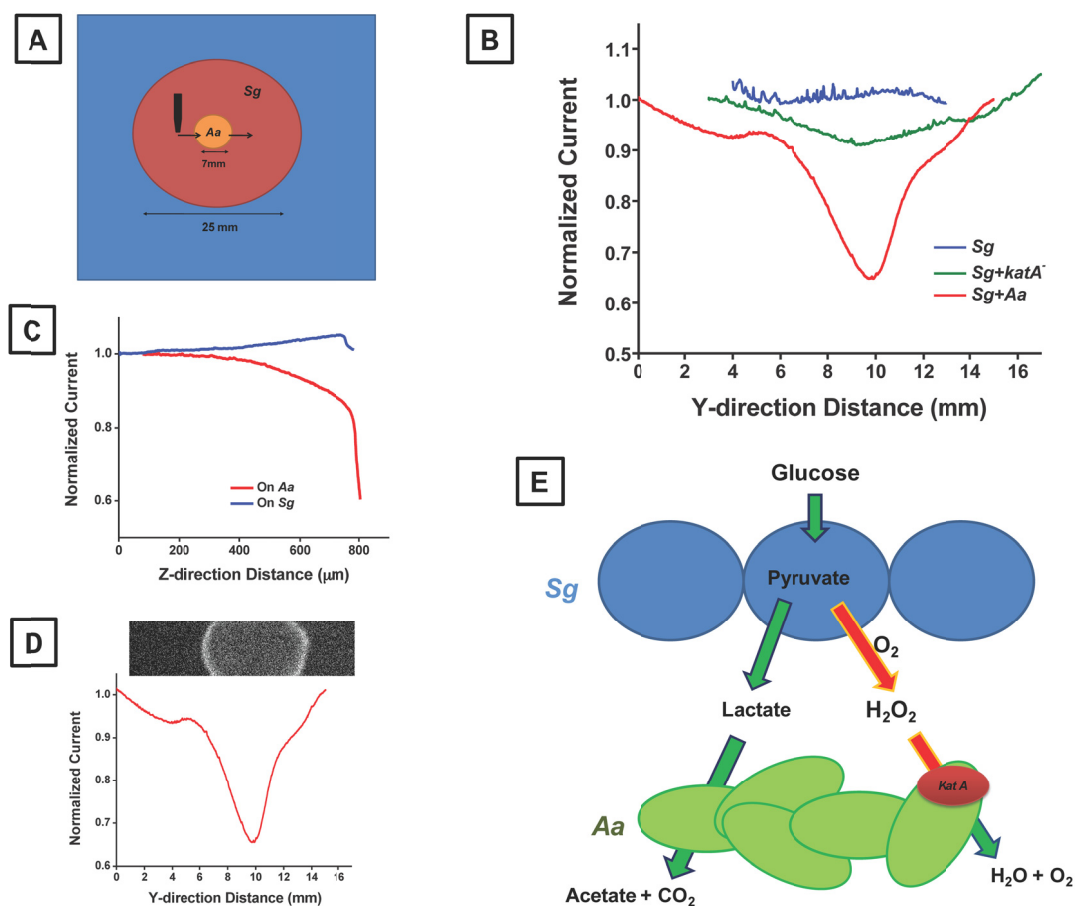 A
Sg
Aa
7mm
25 mm
B
Normalized Current
1.1
1.0
0.9
0.8
0.7
0.6
0.5
0 2 4 6 8 10 12 14 16
Y-direction Distance (mm)
Sg
Sg+katA-
Sg+Aa
C
Normalized Current
1.0
0.8
0.6
0 200 400 600 800
Z-direction Distance (µm)
On Aa
On Sg
D
Normalized Current
1.0
0.9
0.8
0.7
0.6
0 2 4 6 8 10 12 14 16
Y-direction Distance (mm)
E
Glucose
Sg
Pyruvate
O2
Lactate
H2O2
Kat A
Aa
Acetate + CO2
H2O + O2